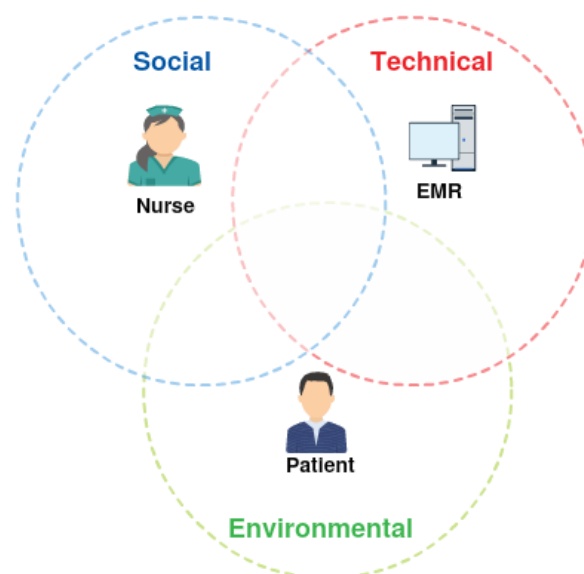 Social
Technical
Nurse
EMR
Patient
Environmental